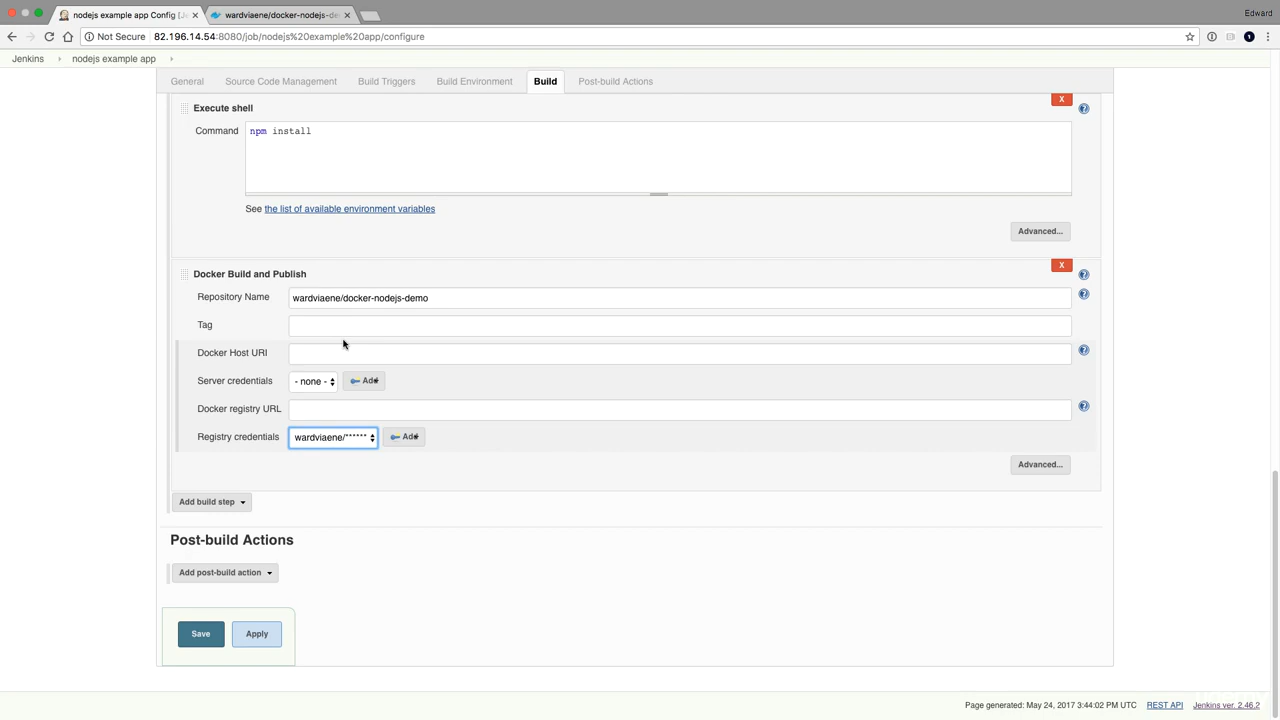 nodejs example app Config [Je
wardviaene/docker-nodejs-de
Edward
Not Secure 82.196.14.54:8080/job/nodejs%20example%20app/configure
Jenkins nodejs example app
General Source Code Management Build Triggers Build Environment Build Post-build Actions
Execute shell
X
Command
npm install
See the list of available environment variables
Advanced...
Docker Build and Publish
X
Repository Name
wardviaene/docker-nodejs-demo
Tag
Docker Host URI
Server credentials
- none -
Add
Docker registry URL
Registry credentials
wardviaene/******
Add
Advanced...
Add build step
Post-build Actions
Add post-build action
Save
Apply
Page generated: May 24, 2017 3:44:02 PM UTC REST API Jenkins ver. 2.46.2